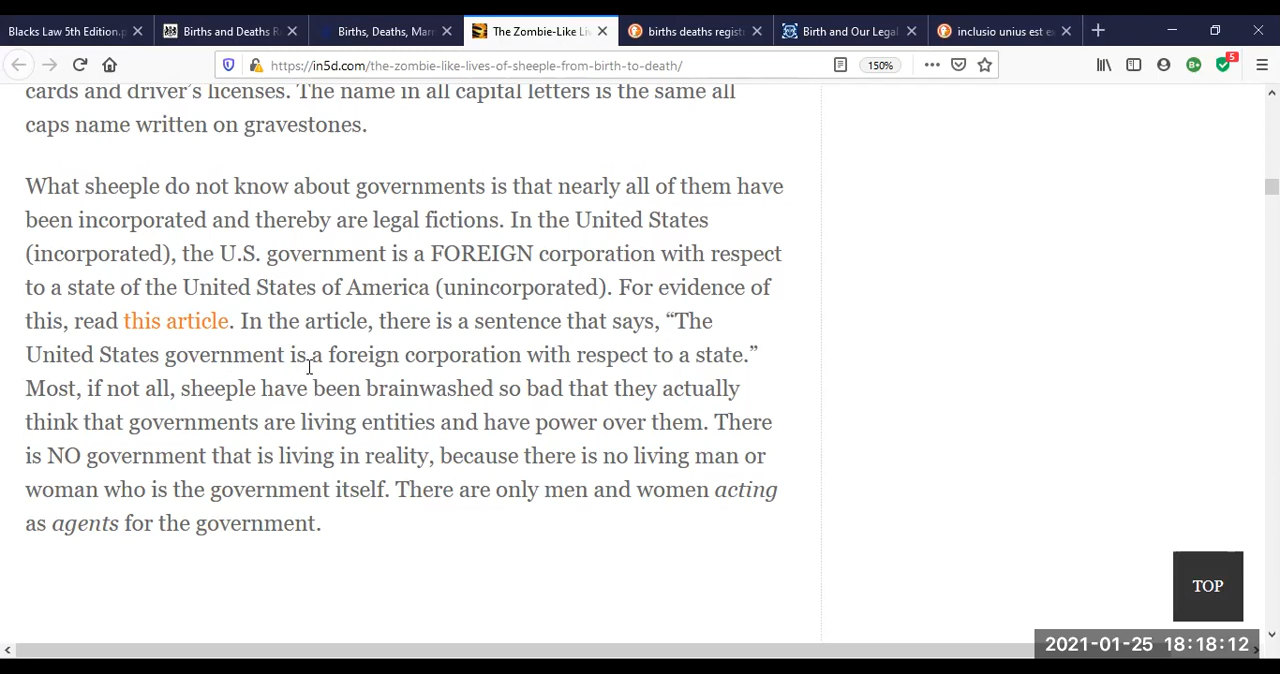 Blacks Law 5th Edition.p
Births and Deaths R
Births, Deaths, Marr
The Zombie-Like Liv
births deaths registr
Birth and Our Legal
inclusio unius est ex
https://in5d.com/the-zombie-like-lives-of-sheeple-from-birth-to-death/
150%
5
cards and driver's licenses. The name in all capital letters is the same all
caps name written on gravestones.
What sheeple do not know about governments is that nearly all of them have
been incorporated and thereby are legal fictions. In the United States
(incorporated), the U.S. government is a FOREIGN corporation with respect
to a state of the United States of America (unincorporated). For evidence of
this, read this article. In the article, there is a sentence that says, “The
United States government is a foreign corporation with respect to a state.”
Most, if not all, sheeple have been brainwashed so bad that they actually
think that governments are living entities and have power over them. There
is NO government that is living in reality, because there is no living man or
woman who is the government itself. There are only men and women acting
as agents for the government.
TOP
2021-01-25 18:18:12